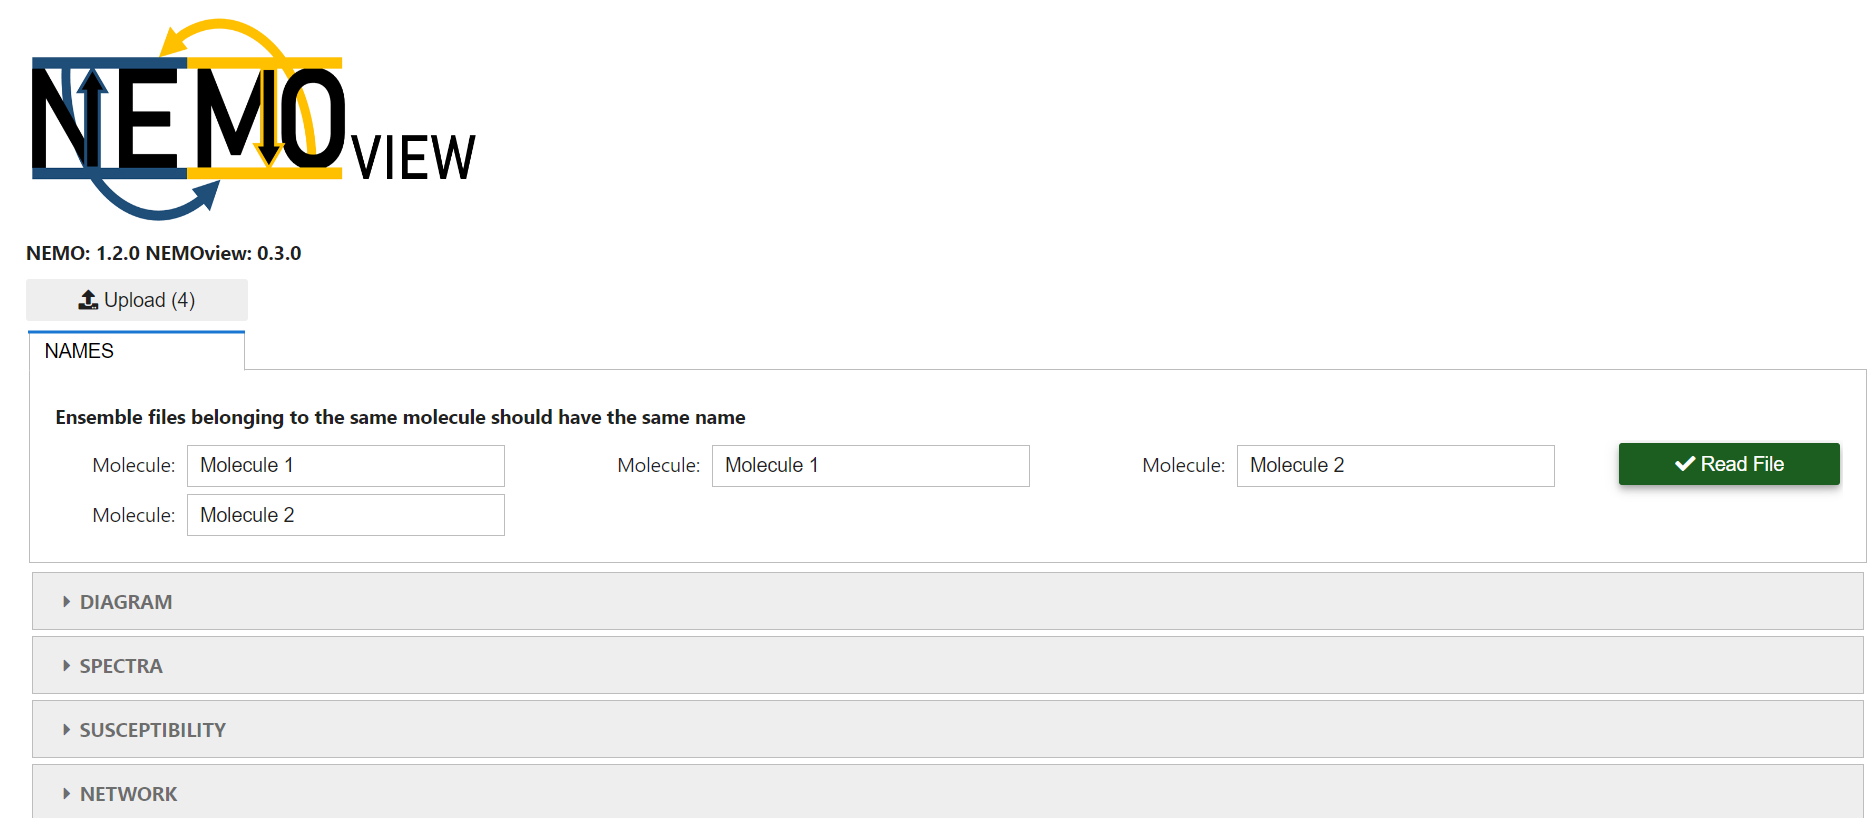 NEMO VIEW
NEMO: 1.2.0 NEMOview: 0.3.0
Upload (4)
NAMES
Ensemble files belonging to the same molecule should have the same name
Molecule: Molecule 1 Molecule: Molecule 1 Molecule: Molecule 2 Read File
Molecule: Molecule 2
DIAGRAM
SPECTRA
SUSCEPTIBILITY
NETWORK